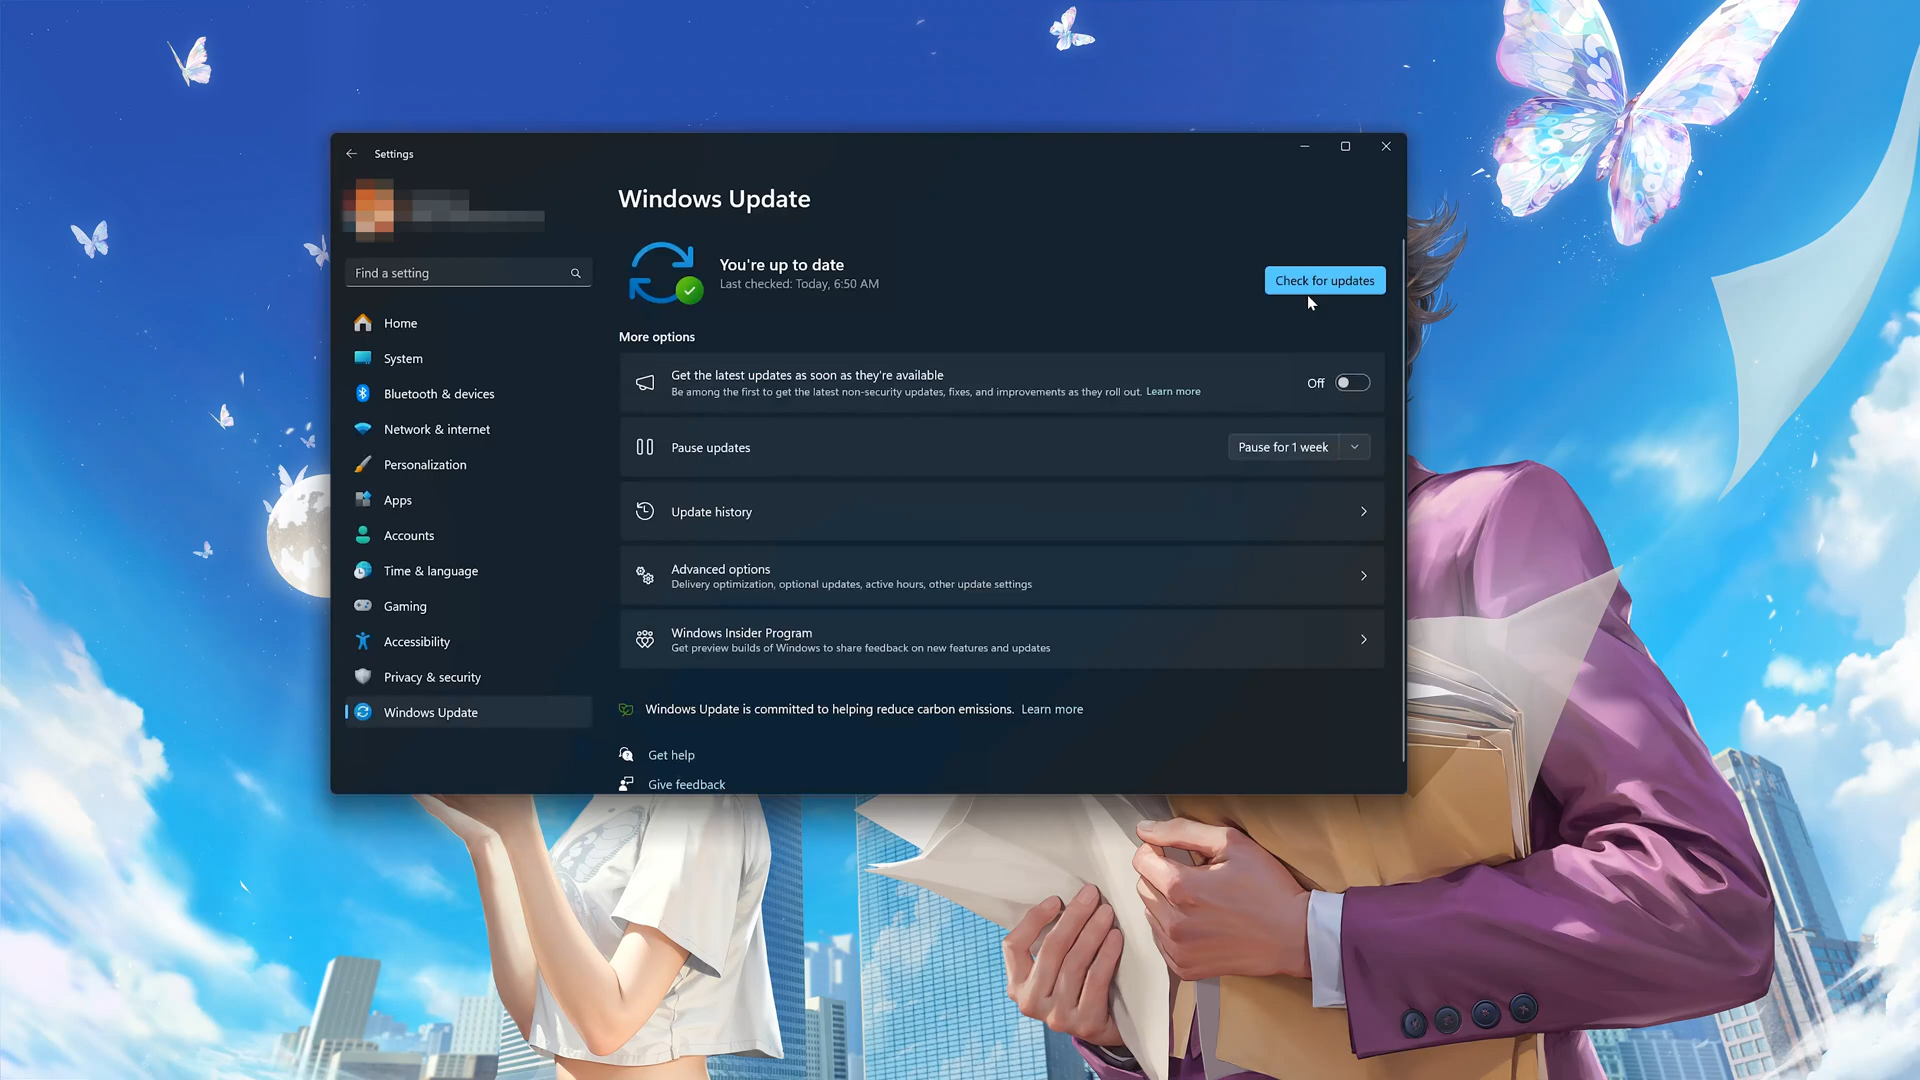 Settings
Find a setting
Home
System
Bluetooth & devices
Network & internet
Personalization
Apps
Accounts
Time & language
Gaming
Accessibility
Privacy & security
Windows Update
Windows Update
You're up to date
Last checked: Today, 6:50 AM
Check for updates
More options
Get the latest updates as soon as they're available
Be among the first to get the latest non-security updates, fixes, and improvements as they roll out. Learn more
Off
Pause updates
Pause for 1 week
Update history
Advanced options
Delivery optimization, optional updates, active hours, other update settings
Windows Insider Program
Get preview builds of Windows to share feedback on new features and updates
Windows Update is committed to helping reduce carbon emissions. Learn more
Get help
Give feedback